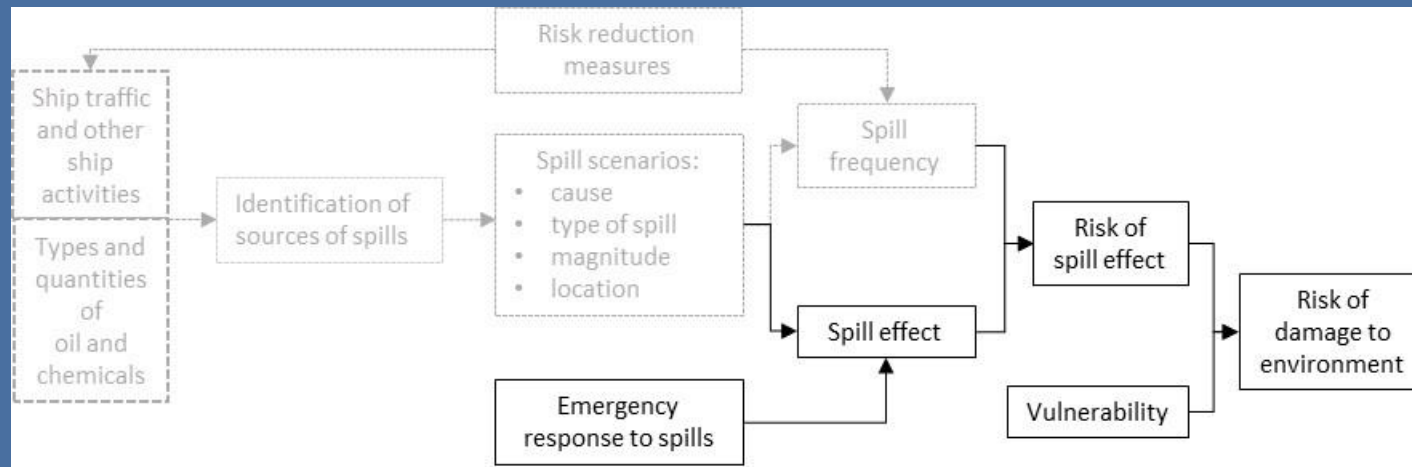 Risk reduction
measures
Ship traffic
and other
ship
activities
Types and
quantities
of
oil and
chemicals
Identification of
sources of spills
Spill scenarios:
• cause
• type of spill
• magnitude
• location
Spill
frequency
Spill effect
Emergency
response to spills
Risk of
spill effect
Vulnerability
Risk of
damage to
environment